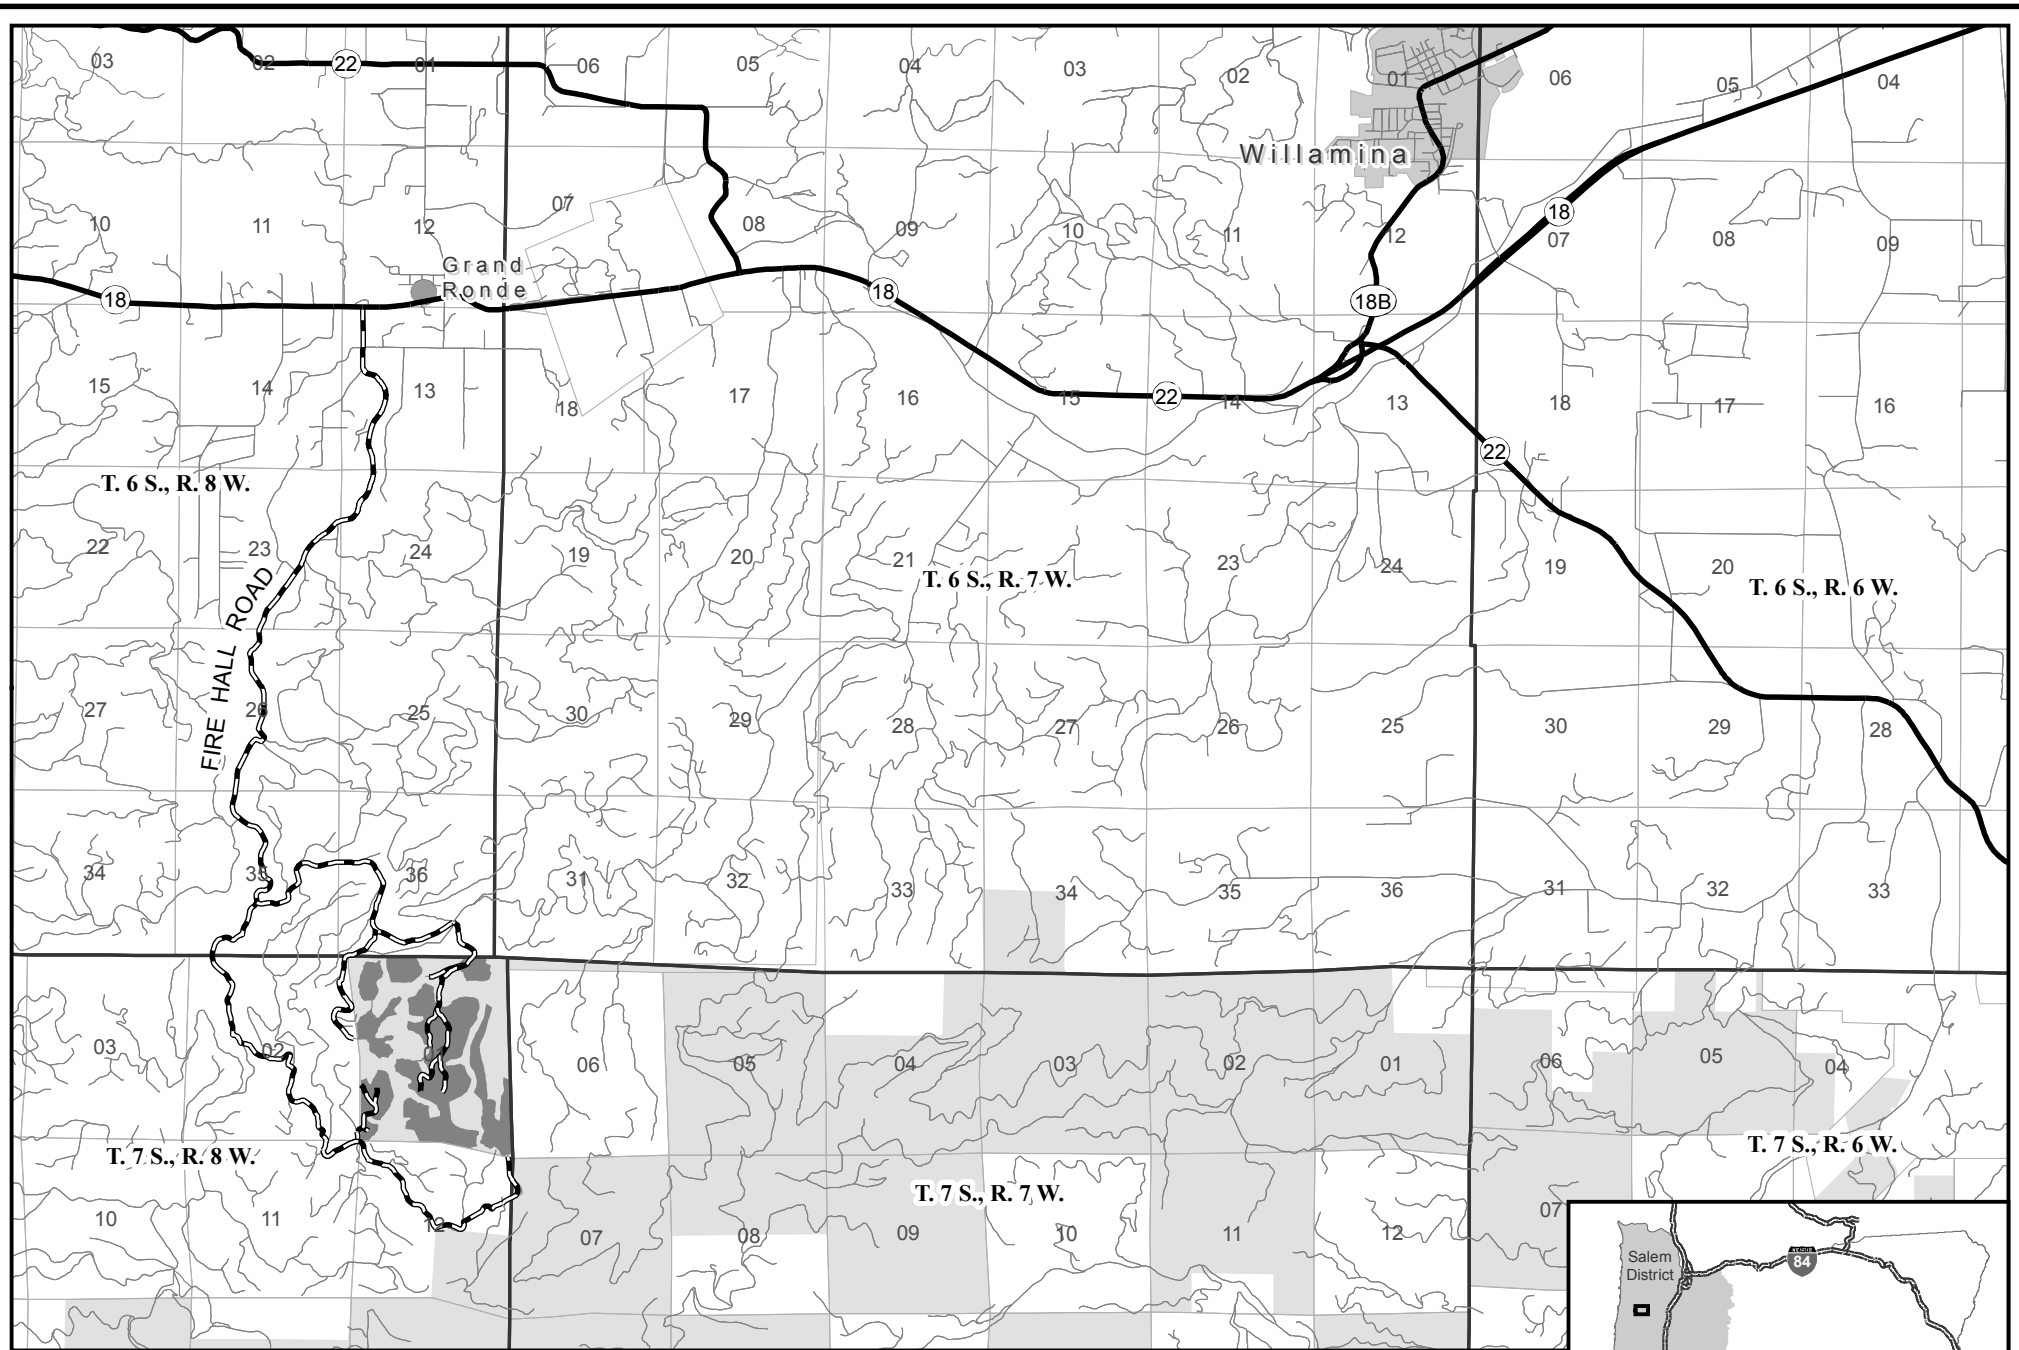 03 02 22 01 06 05 04 03 02 01 06 05 04
Willamina
10 11 12 07 08 09 10 11 12 18 07 08 09
Grand
Ronde
18 18 18B
15 14 13 18 17 16 15 22 14 13 18 17 16
22
T. 6 S., R. 8 W.
22 23 24 19 20 21 23 24 19 20
T. 6 S., R. 7 W.
T. 6 S., R. 6 W.
FIRE HALL ROAD
27 26 25 30 29 28 27 26 25 30 29 28
34 35 36 31 32 33 34 35 36 31 32 33
03 02 06 05 04 03 02 01 06 05 04
T. 7 S., R. 8 W.
T. 7 S., R. 7 W.
T. 7 S., R. 6 W.
10 11 12 07 08 09 10 11 12 07
Salem
District
84